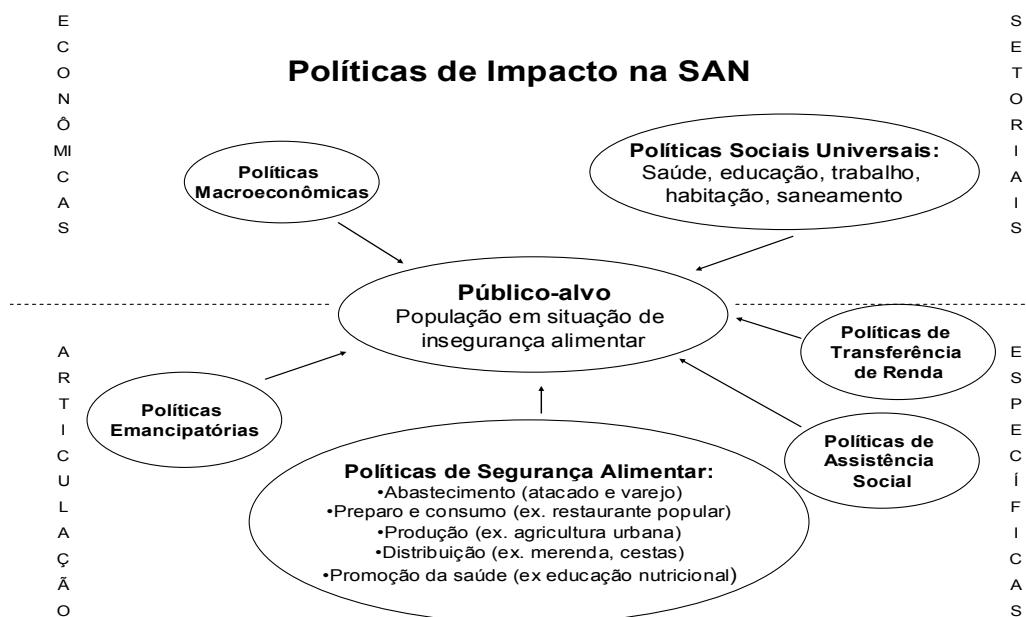 ECONÔMICAS
SETORIAIS
Políticas de Impacto na SAN
Políticas
Macroeconômicas
Políticas Sociais Universais:
Saúde, educação, trabalho,
habitação, saneamento
Público-alvo
População em situação de
insegurança alimentar
ARTICULAÇÃO
ESPECÍFICAS
Políticas de
Transferência
de Renda
Políticas
Emancipatórias
Políticas de
Assistência
Social
Políticas de Segurança Alimentar:
•Abastecimento (atacado e varejo)
•Preparo e consumo (ex. restaurante popular)
•Produção (ex. agricultura urbana)
•Distribuição (ex. merenda, cestas)
•Promoção da saúde (ex educação nutricional)